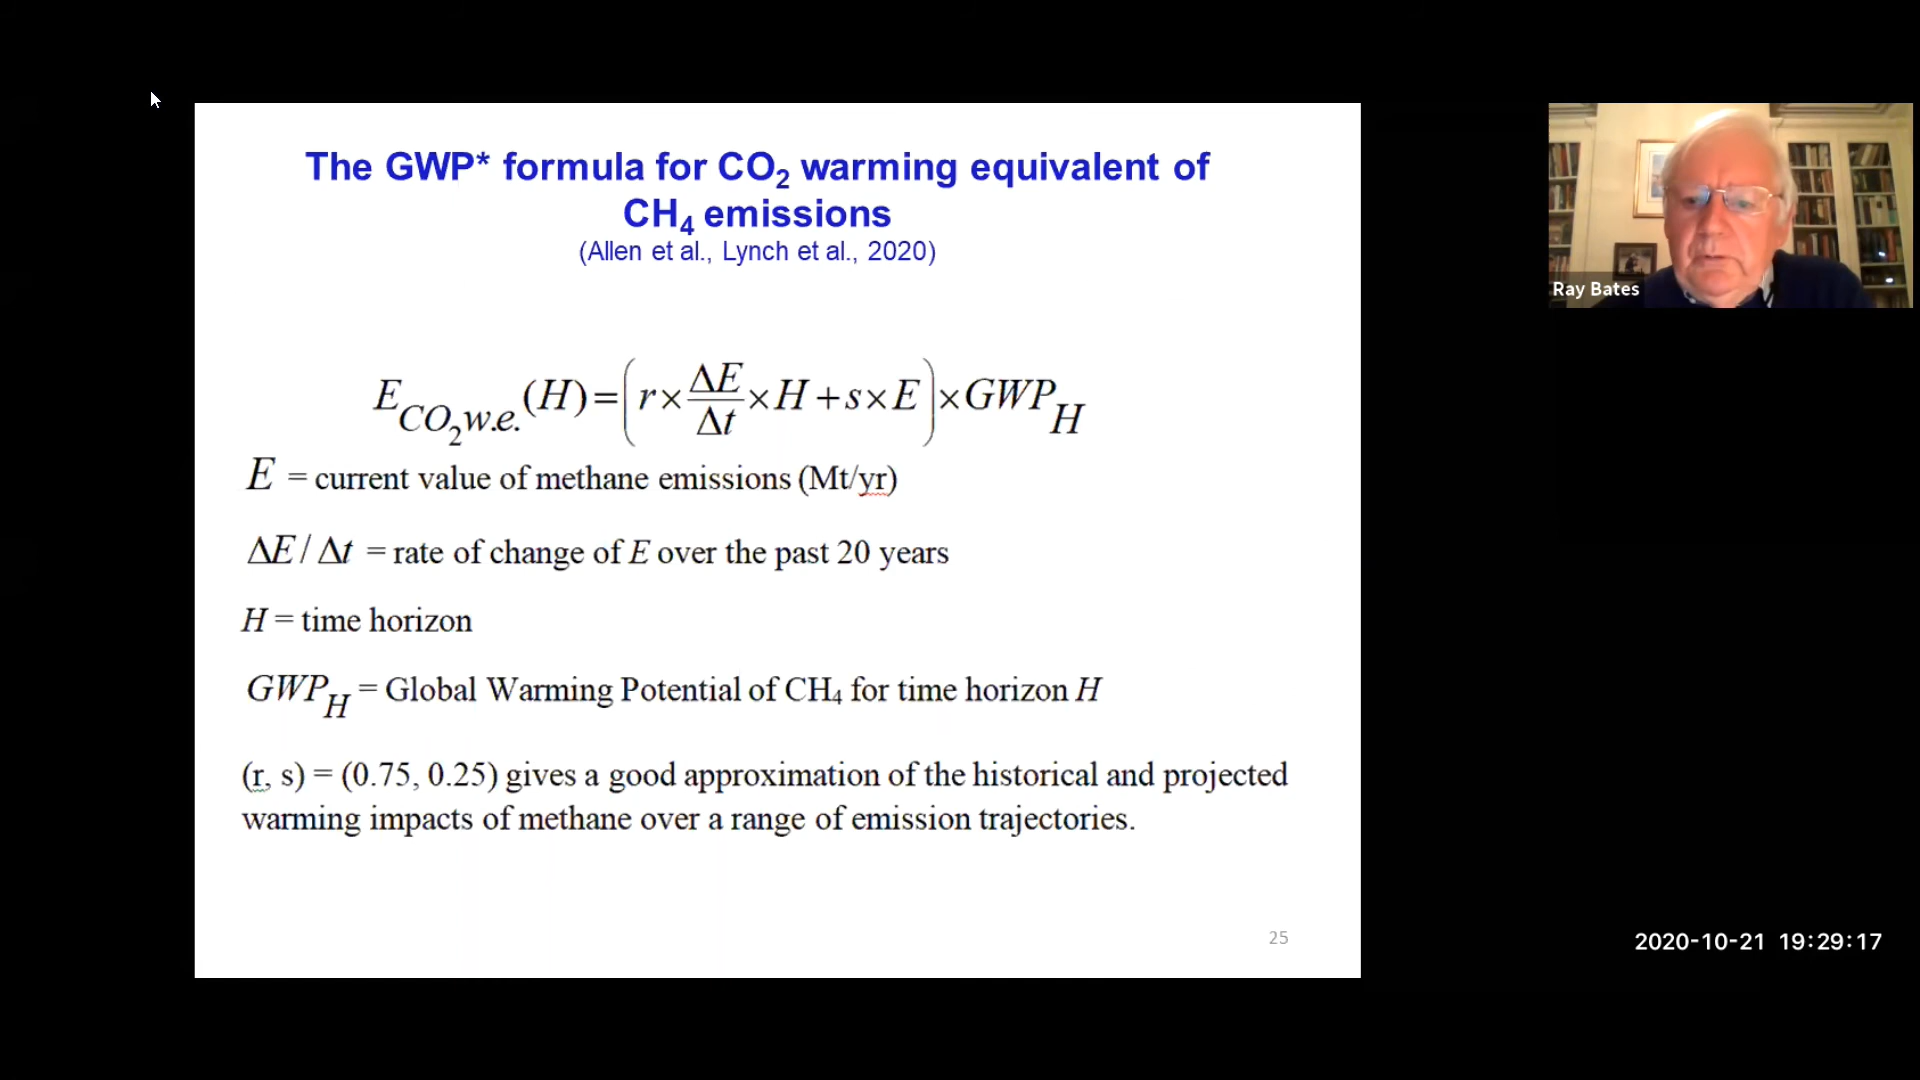 The GWP* formula for CO₂ warming equivalent of
CH₄ emissions
(Allen et al., Lynch et al., 2020)
E_{CO₂w.e.}(H)=(r×ΔE/Δt×H+s×E)×GWP_H
E = current value of methane emissions (Mt/yr)
ΔE/Δt = rate of change of E over the past 20 years
H = time horizon
GWP_H = Global Warming Potential of CH₄ for time horizon H
(r, s) = (0.75, 0.25) gives a good approximation of the historical and projected
warming impacts of methane over a range of emission trajectories.
25
Ray Bates
2020-10-21 19:29:17